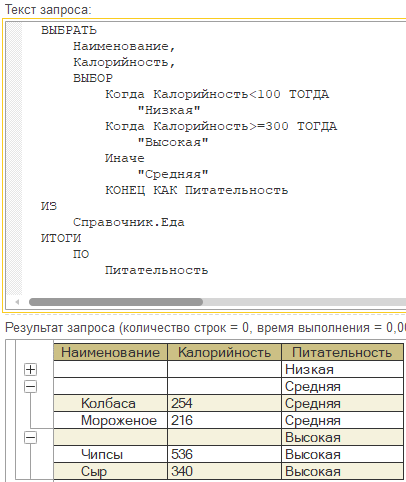 Текст запроса:
ВЫБРАТЬ
Наименование,
Калорийность,
ВЫБОР
Когда Калорийность<100 ТОГДА
"Низкая"
Когда Калорийность>=300 ТОГДА
"Высокая"
Иначе
"Средняя"
КОНЕЦ КАК Питательность
ИЗ
Справочник.Еда
ИТОГИ
ПО
Питательность
Результат запроса (количество строк = 0, время выполнения = 0,00
Наименование Калорийность Питательность
Низкая
Средняя
Колбаса 254 Средняя
Мороженое 216 Средняя
Высокая
Чипсы 536 Высокая
Сыр 340 Высокая